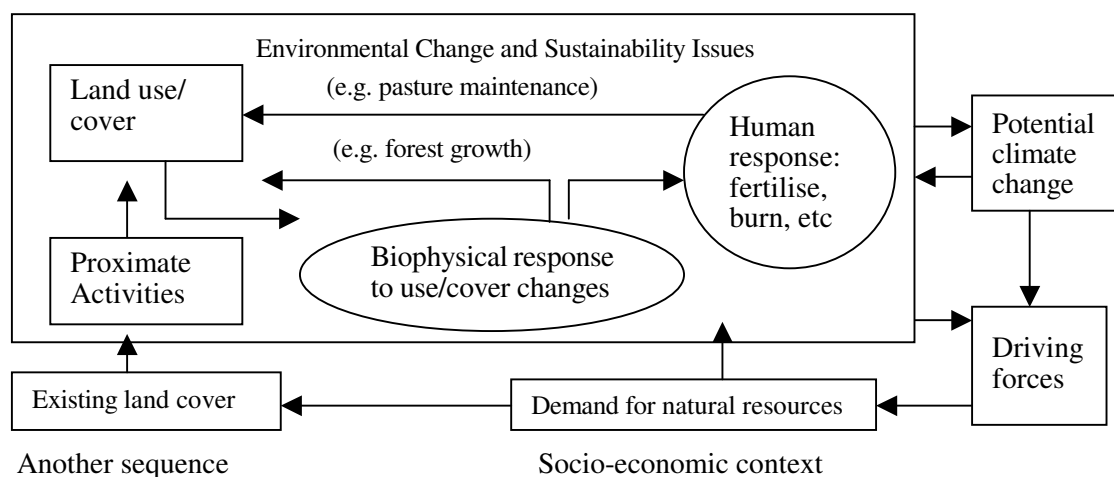 Environmental Change and Sustainability Issues
Land use/
cover
(e.g. pasture maintenance)
(e.g. forest growth)
Human
response:
fertilise,
burn, etc
Potential
climate
change
Proximate
Activities
Biophysical response
to use/cover changes
Driving
forces
Existing land cover
Demand for natural resources
Another sequence
Socio-economic context